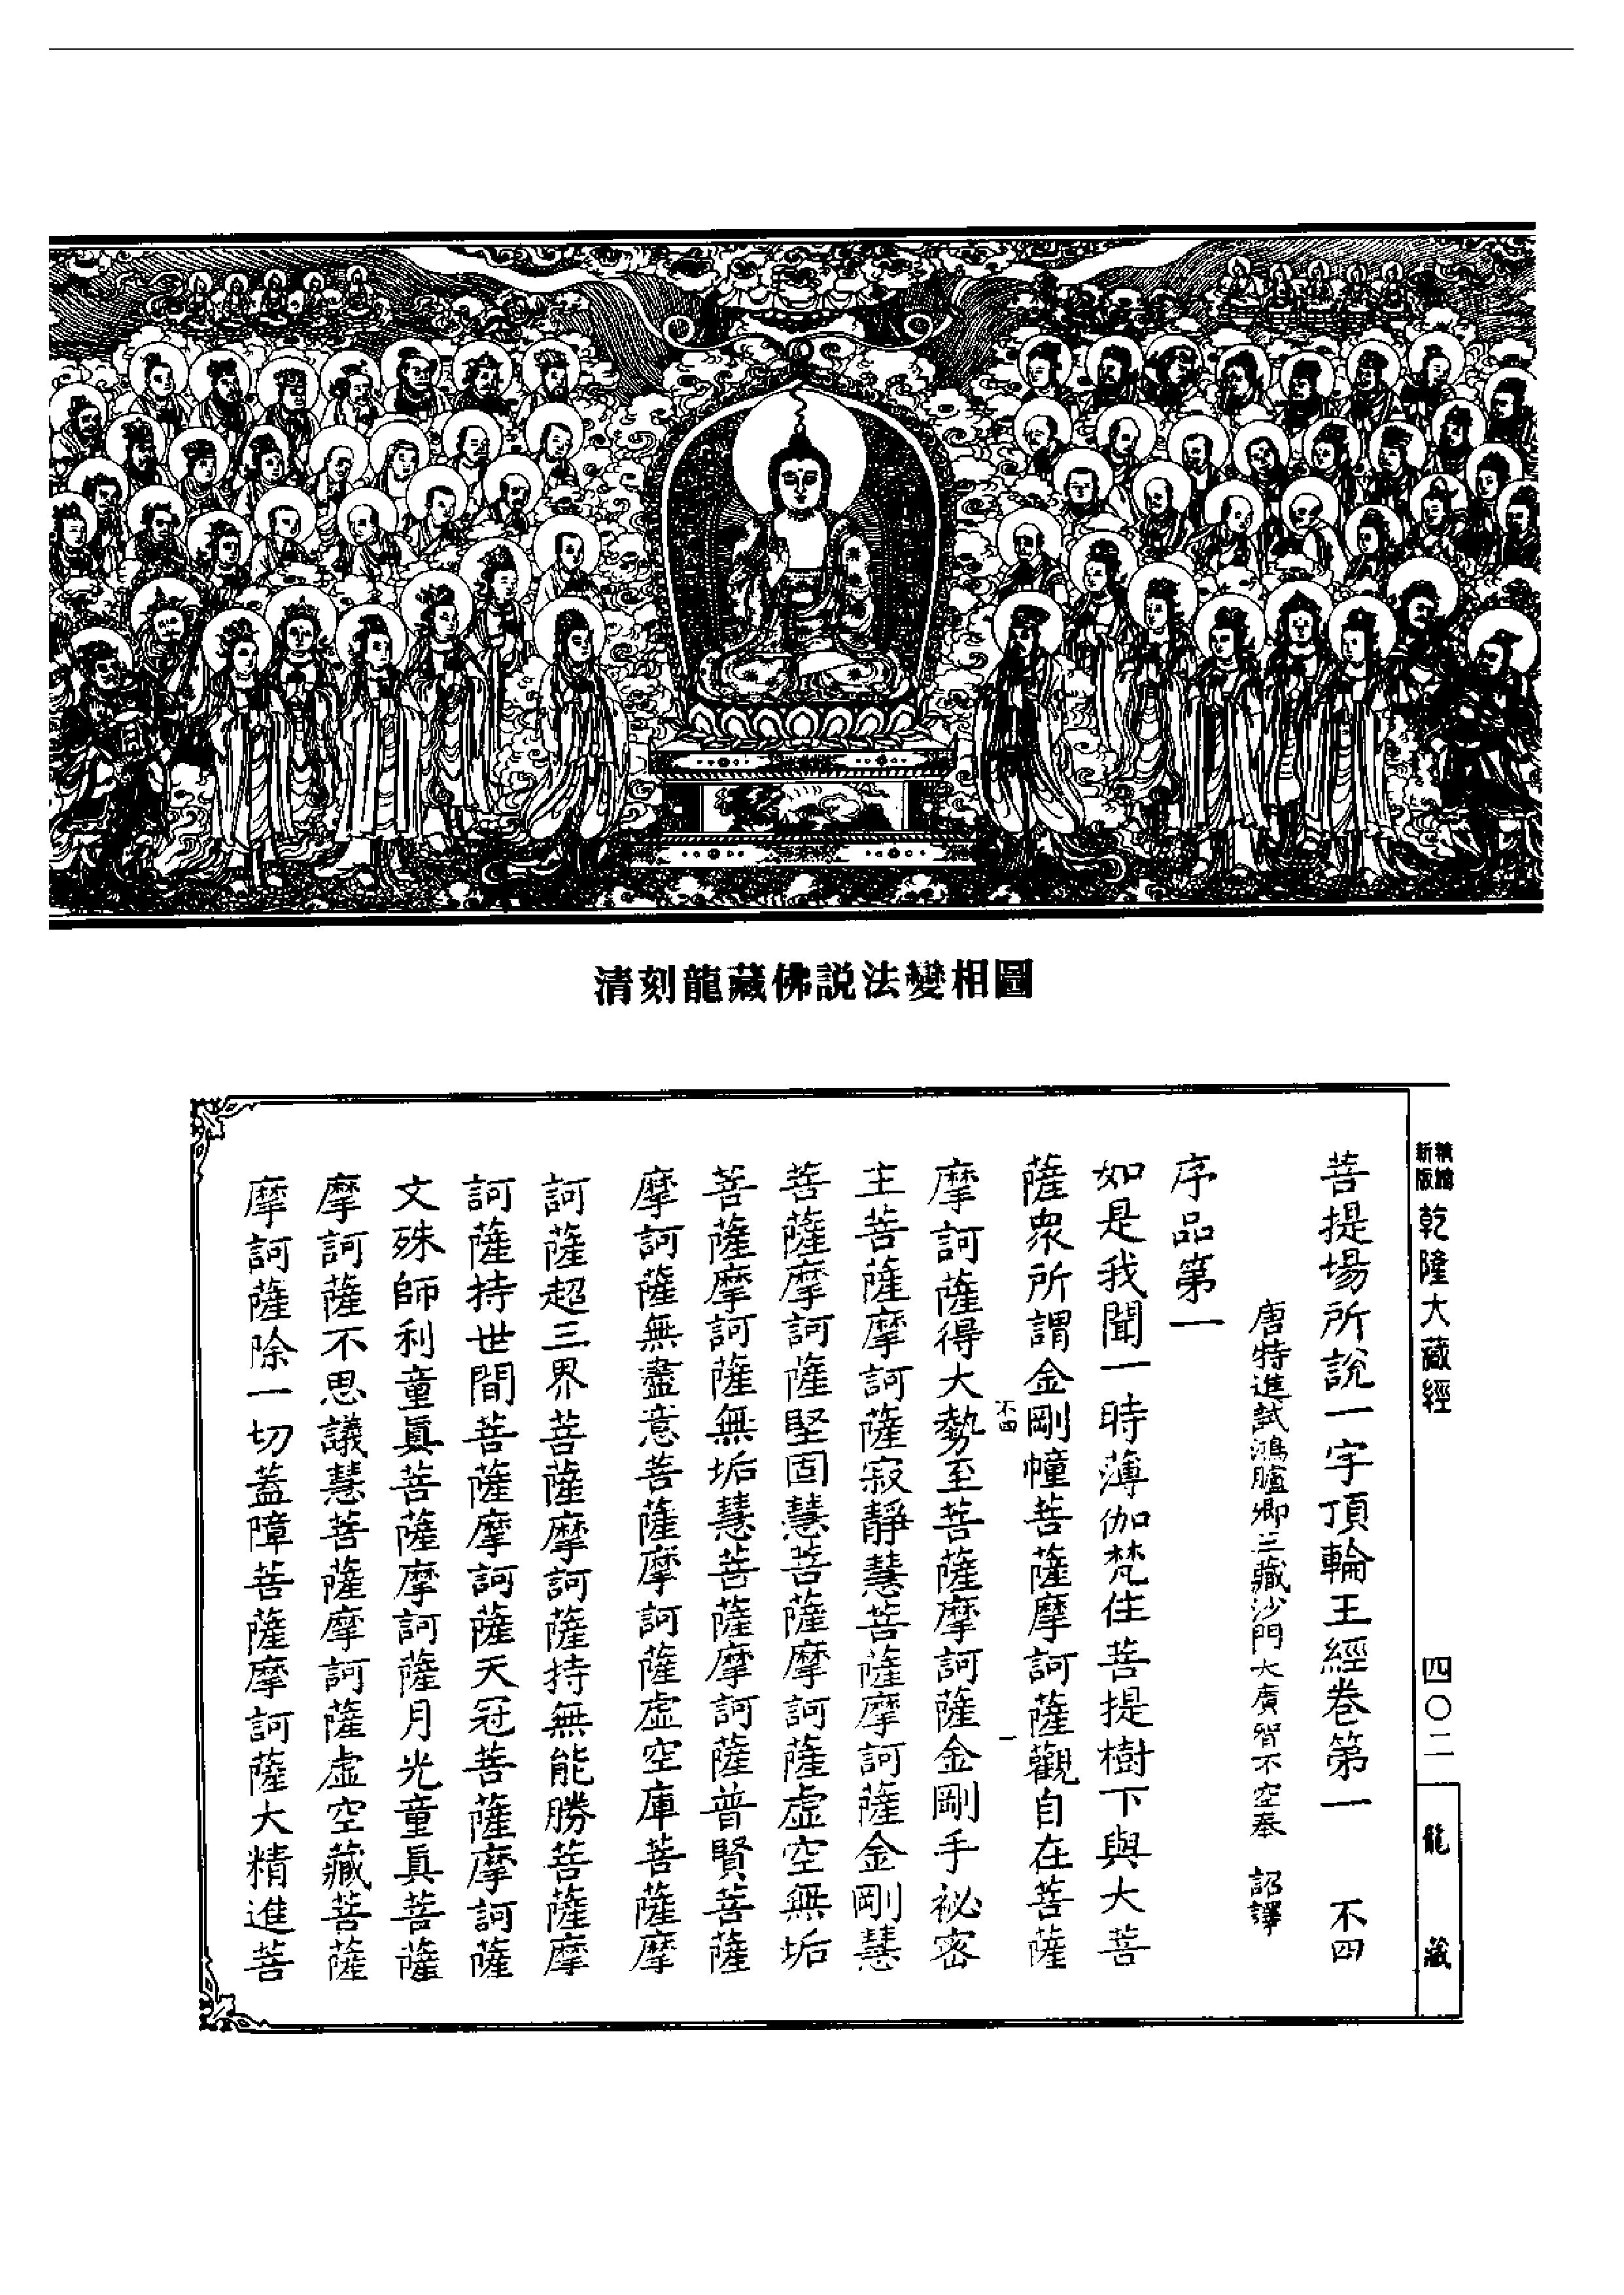 清刻龍藏佛説法變相圖
新版
精縮
乾隆大藏經
四〇二
龍藏
菩提場所說一字頂輪王經卷第一 不四
唐特進試鴻臚卿三藏沙門大廣智不空奉 詔譯
序品第一
如是我聞一時薄伽梵住菩提樹下與大菩
薩衆所謂金剛幢菩薩摩訶薩觀自在菩薩
不四 一
摩訶薩得大勢至菩薩摩訶薩金剛手祕密
主菩薩摩訶薩寂靜慧菩薩摩訶薩金剛慧
菩薩摩訶薩堅固慧菩薩摩訶薩虛空無垢
菩薩摩訶薩無垢慧菩薩摩訶薩普賢菩薩
摩訶薩無盡意菩薩摩訶薩虛空庫菩薩摩
訶薩超三界菩薩摩訶薩持無能勝菩薩摩
訶薩持世間菩薩摩訶薩天冠菩薩摩訶薩
文殊師利童眞菩薩摩訶薩月光童眞菩薩
摩訶薩不思議慧菩薩摩訶薩虛空藏菩薩
摩訶薩除一切蓋障菩薩摩訶薩大精進菩